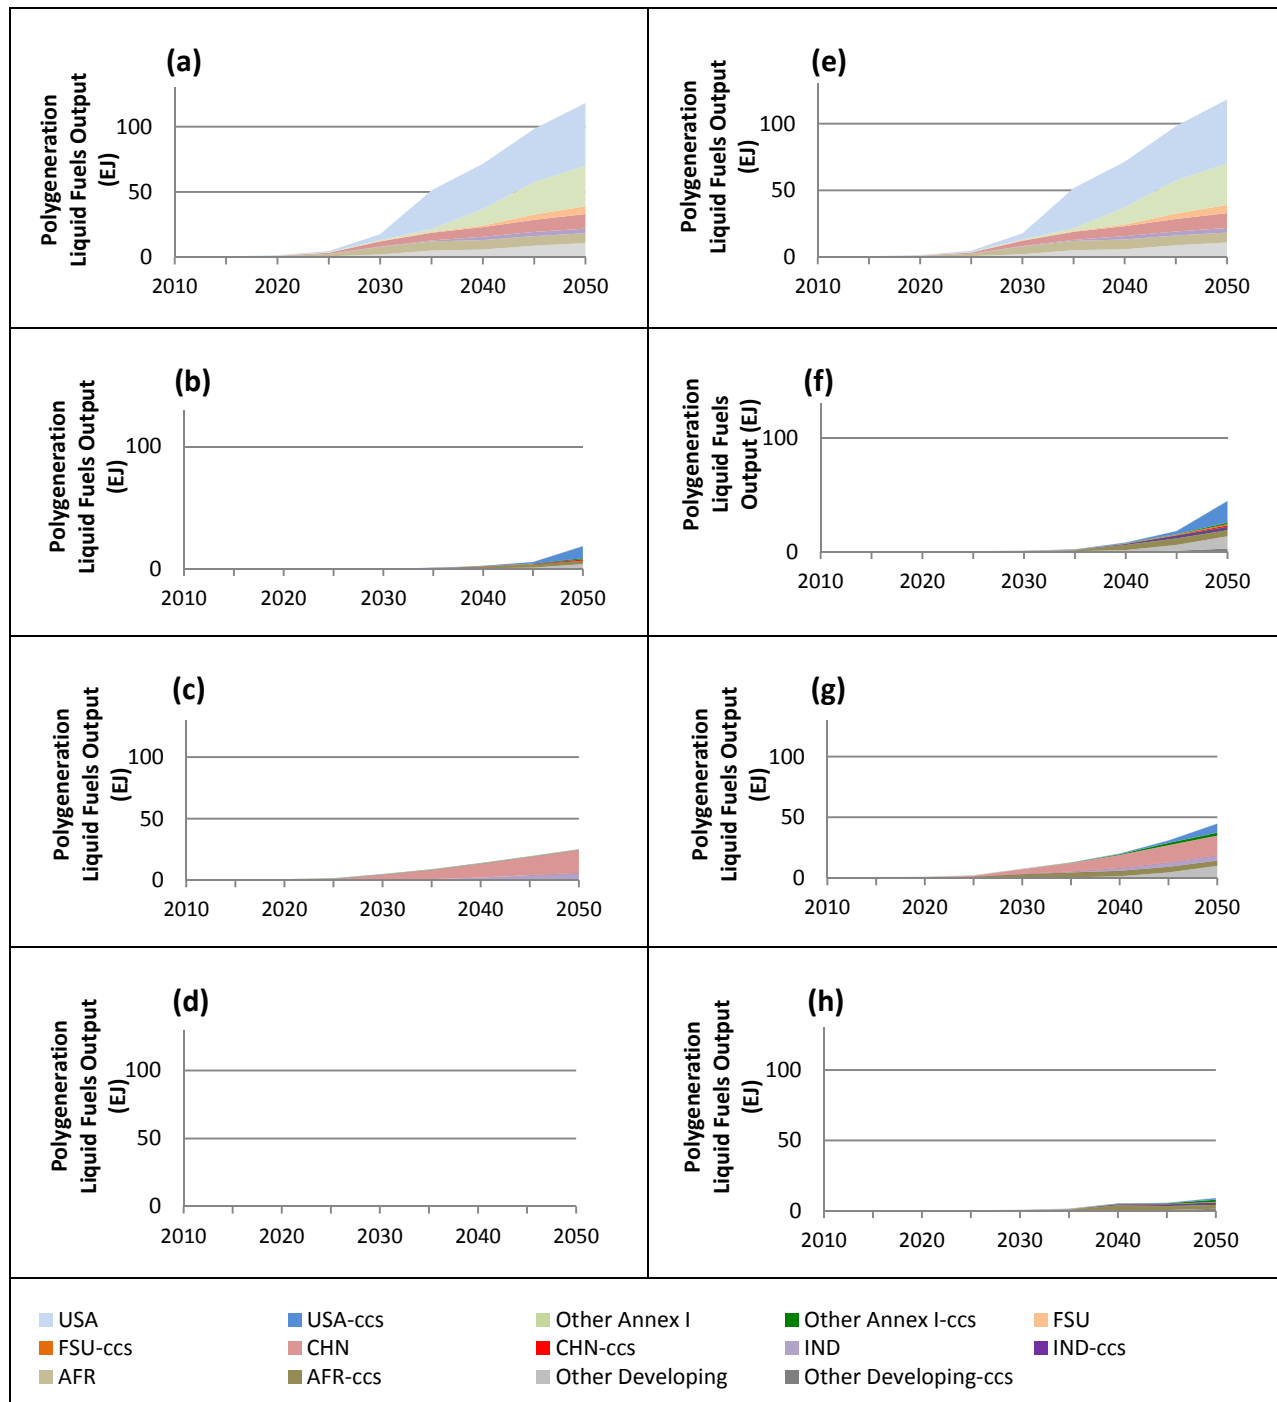 (a)
Polygeneration
Liquid Fuels Output
(EJ)
100
50
0
2010 2020 2030 2040 2050
(e)
Polygeneration
Liquid Fuels Output
(EJ)
100
50
0
2010 2020 2030 2040 2050
(b)
Polygeneration
Liquid Fuels Output
(EJ)
100
0
2010 2020 2030 2040 2050
(f)
Polygeneration
Liquid Fuels
Output (EJ)
100
0
2010 2020 2030 2040 2050
(c)
Polygeneration
Liquid Fuels Output
(EJ)
100
50
0
2010 2020 2030 2040 2050
(g)
Polygeneration
Liquid Fuels Output
(EJ)
100
50
0
2010 2020 2030 2040 2050
(d)
Polygeneration
Liquid Fuels Output
(EJ)
100
50
0
2010 2020 2030 2040 2050
(h)
Polygeneration
Liquid Fuels Output
(EJ)
100
50
0
2010 2020 2030 2040 2050
USA USA-ccs Other Annex I Other Annex I-ccs FSU
FSU-ccs CHN CHN-ccs IND IND-ccs
AFR AFR-ccs Other Developing Other Developing-ccs